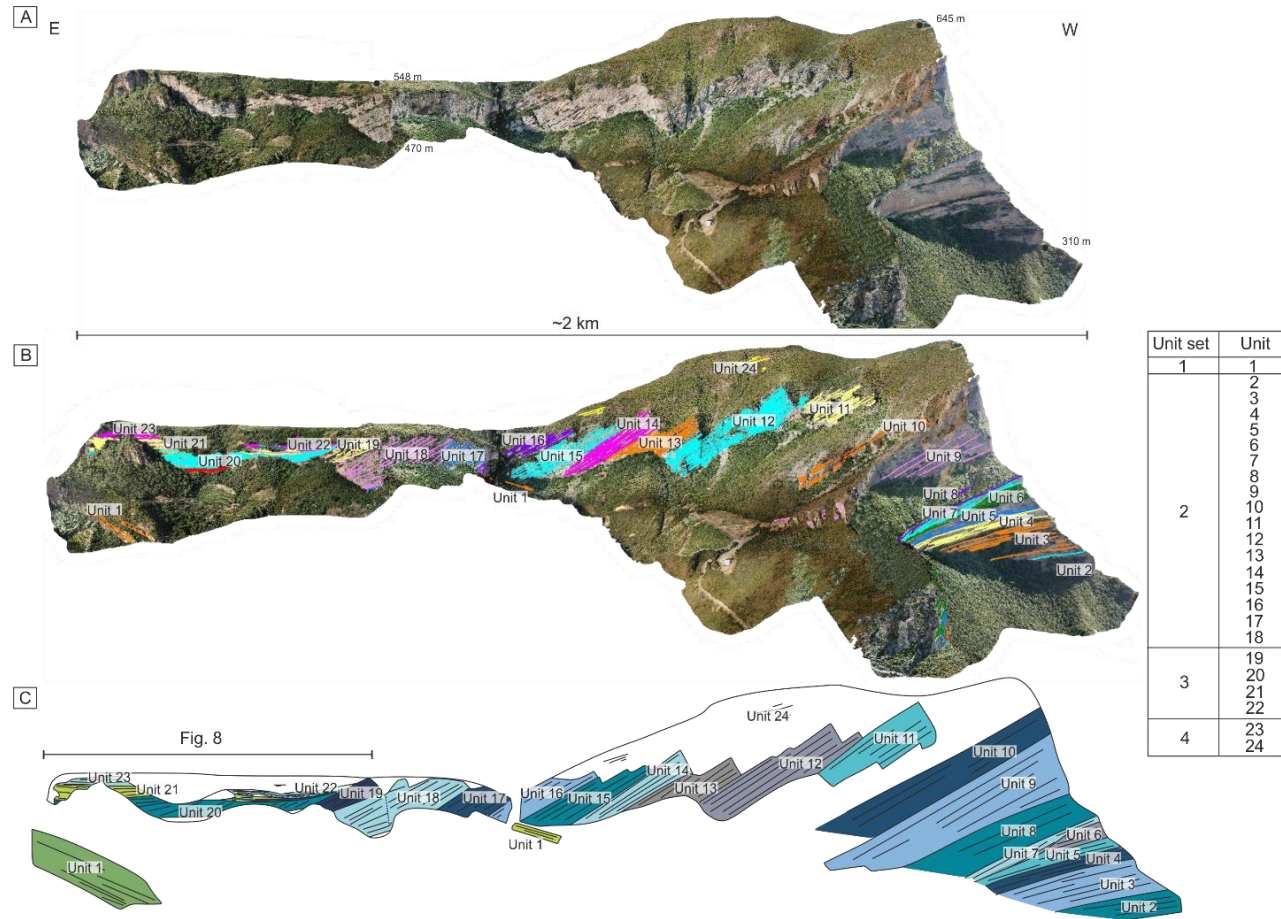 A
E
W
645 m
548 m
470 m
310 m
~2 km
B
Unit 24
Unit 23
Unit 21
Unit 22
Unit 19
Unit 20
Unit 18
Unit 17
Unit 16
Unit 15
Unit 14
Unit 13
Unit 12
Unit 11
Unit 10
Unit 9
Unit 8
Unit 7
Unit 6
Unit 5
Unit 4
Unit 3
Unit 2
Unit 1
Unit 1
Unit set Unit
1 1
2
2
3
4
5
6
7
8
9
10
11
12
13
14
15
16
17
18
3
19
20
21
22
4
23
24
C
Fig. 8
Unit 24
Unit 23
Unit 21
Unit 22
Unit 20
Unit 19
Unit 18
Unit 17
Unit 16
Unit 15
Unit 14
Unit 13
Unit 12
Unit 11
Unit 10
Unit 9
Unit 8
Unit 7
Unit 6
Unit 5
Unit 4
Unit 3
Unit 2
Unit 1
Unit 1